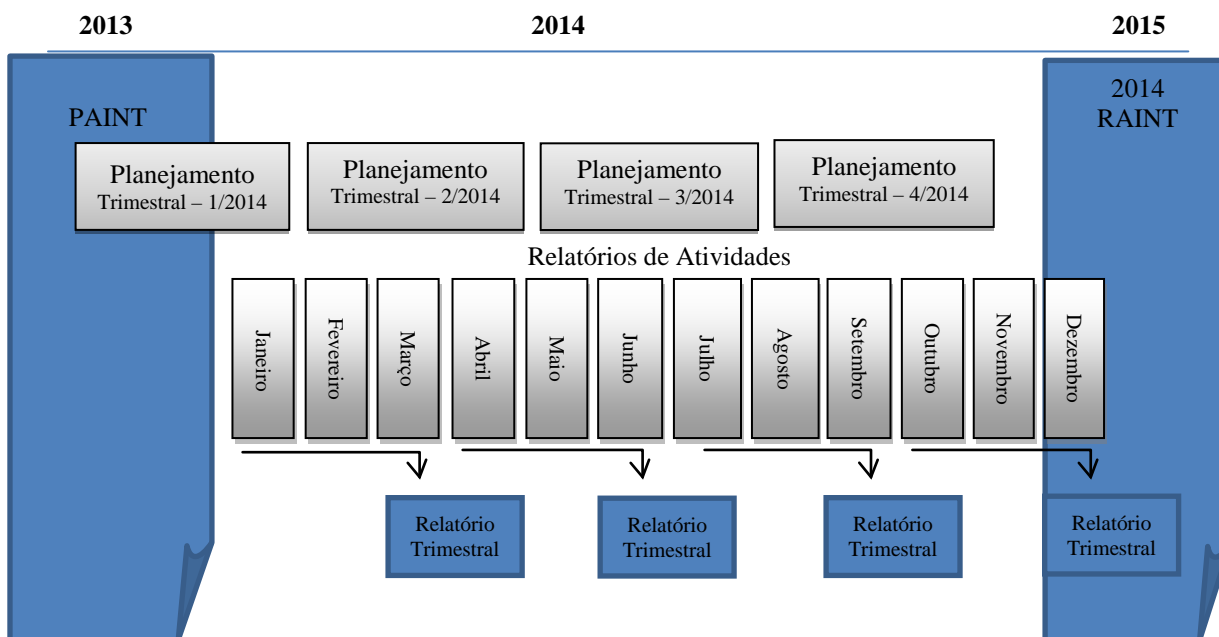 2013
2014
2015
PAINT
2014
RAINT
Planejamento
Trimestral – 1/2014
Planejamento
Trimestral – 2/2014
Planejamento
Trimestral – 3/2014
Planejamento
Trimestral – 4/2014
Relatórios de Atividades
Janeiro
Fevereiro
Março
Abril
Maio
Junho
Julho
Agosto
Setembro
Outubro
Novembro
Dezembro
Relatório
Trimestral
Relatório
Trimestral
Relatório
Trimestral
Relatório
Trimestral